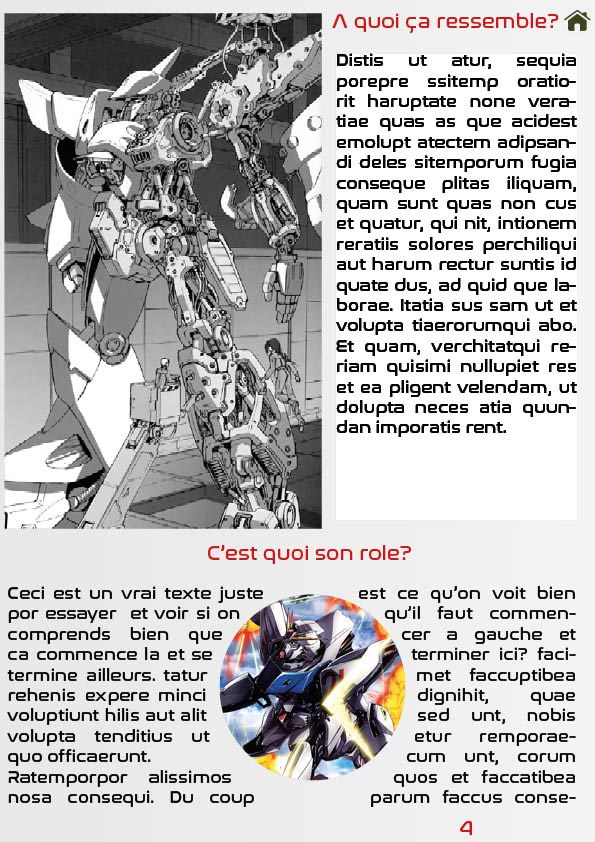 A quoi ça ressemble?
Distis ut atur, sequia
porepre ssitemp oratio-
rit haruptate none vera-
tiae quas as que acidest
emolupt atectem adipsan-
di deles sitemporum fugia
conseque plitas iliquam,
quam sunt quas non cus
et quatur, qui nit, intionem
reratiis solores perchiliqui
aut harum rectur suntis id
quate dus, ad quid que la-
borae. Itatia sus sam ut et
volupta tiaerorumqui abo.
Et quam, verchitatqui re-
riam quisimi nullupiet res
et ea pligent velendam, ut
dolupta neces atia quun-
dan imporatis rent.
C'est quoi son role?
Ceci est un vrai texte juste
por essayer et voir si on
comprends bien que
ca commence la et se
termine ailleurs. tatur
rehenis expere minci
voluptiunt hilis aut alit
volupta tenditius ut
quo officaerunt.
Ratemporpor alissimos
nosa consequi. Du coup
est ce qu'on voit bien
qu'il faut commen-
cer a gauche et
terminer ici? faci-
met faccuptibea
dignihit, quae
sed unt, nobis
etur remporae-
cum unt, corum
quos et faccatibea
parum faccus conse-
4